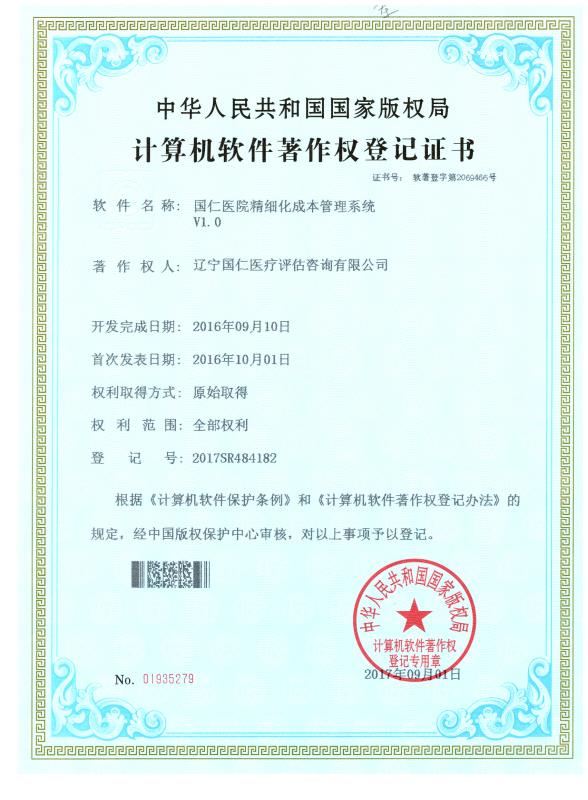 中华人民共和国国家版权局
计算机软件著作权登记证书
证书号： 软著登字第2069466号
软件名称： 国仁医院精细化成本管理系统
V1.0
著作权人： 辽宁国仁医疗评估咨询有限公司
开发完成日期： 2016年09月10日
首次发表日期： 2016年10月01日
权利取得方式： 原始取得
权利范围： 全部权利
登记号： 2017SR484182
根据《计算机软件保护条例》和《计算机软件著作权登记办法》的
规定，经中国版权保护中心审核，对以上事项予以登记。
中华人民共和国国家版权局
计算机软件著作权
登记专用章
2017年09月01日
No. 01935279